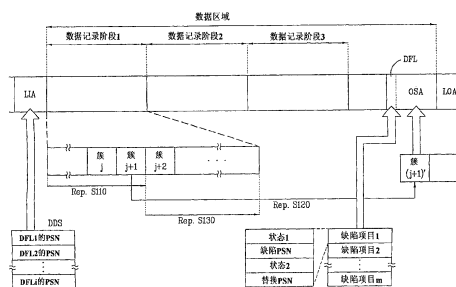 数据区域
数据记录阶段1 数据记录阶段2 数据记录阶段3
DFL
LIA OSA LOA
簇 j 簇 j+1 簇 j+2 · · ·
簇 (j+1)'
Rep. S110
Rep. S120
Rep. S130
DDS
DFL1的PSN
DFL2的PSN
DFLi的PSN
状态1
缺陷PSN
状态2
替换PSN
缺陷项目1
缺陷项目2
缺陷项目m